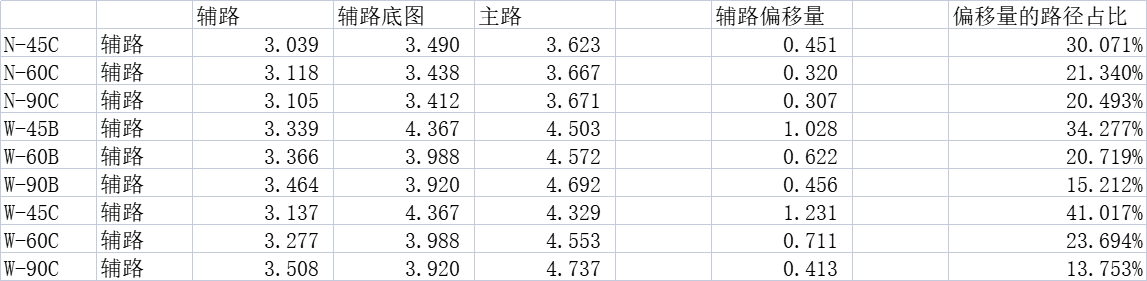 辅路 辅路底图 主路 辅路偏移量 偏移量的路径占比
N-45C 辅路 3.039 3.490 3.623 0.451 30.071%
N-60C 辅路 3.118 3.438 3.667 0.320 21.340%
N-90C 辅路 3.105 3.412 3.671 0.307 20.493%
W-45B 辅路 3.339 4.367 4.503 1.028 34.277%
W-60B 辅路 3.366 3.988 4.572 0.622 20.719%
W-90B 辅路 3.464 3.920 4.692 0.456 15.212%
W-45C 辅路 3.137 4.367 4.329 1.231 41.017%
W-60C 辅路 3.277 3.988 4.553 0.711 23.694%
W-90C 辅路 3.508 3.920 4.737 0.413 13.753%